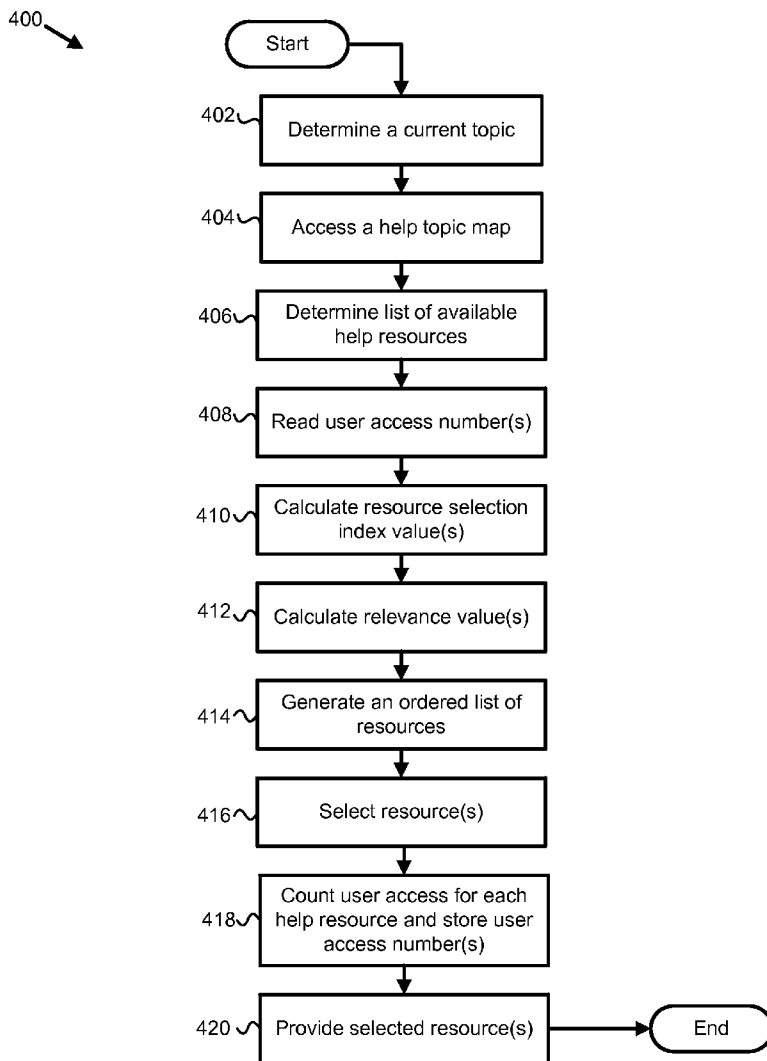 400
Start
402
Determine a current topic
404
Access a help topic map
406
Determine list of available
help resources
408
Read user access number(s)
410
Calculate resource selection
index value(s)
412
Calculate relevance value(s)
414
Generate an ordered list of
resources
416
Select resource(s)
418
Count user access for each
help resource and store user
access number(s)
420
Provide selected resource(s)
End